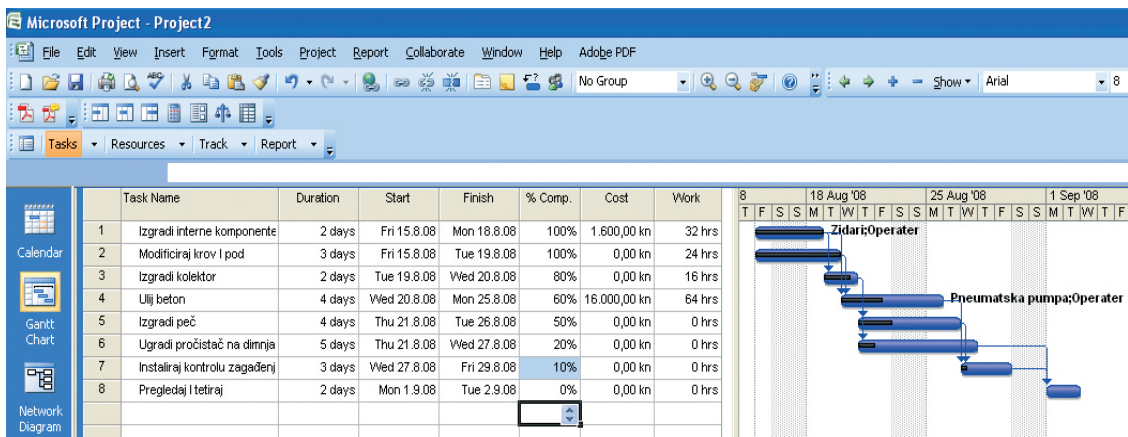 Microsoft Project - Project2
File Edit View Insert Format Tools Project Report Collaborate Window Help Adobe PDF
No Group Show Arial 8
Tasks Resources Track Report
Task Name Duration Start Finish % Comp. Cost Work 8 18 Aug '08 25 Aug '08 1 Sep '08
T F S S M T W T F S S M T W T F S S M T W T F
1 Izgradi interne komponente 2 days Fri 15.8.08 Mon 18.8.08 100% 1.600,00 kn 32 hrs Zidari;Operater
2 Modificiraj krov I pod 3 days Fri 15.8.08 Tue 19.8.08 100% 0,00 kn 24 hrs
3 Izgradi kolektor 2 days Tue 19.8.08 Wed 20.8.08 80% 0,00 kn 16 hrs
4 Ulij beton 4 days Wed 20.8.08 Mon 25.8.08 60% 16.000,00 kn 64 hrs Pneumatska pumpa;Operater
5 Izgradi peč 4 days Thu 21.8.08 Tue 26.8.08 50% 0,00 kn 0 hrs
6 Ugradi pročistač na dimnja 5 days Thu 21.8.08 Wed 27.8.08 20% 0,00 kn 0 hrs
7 Instaliraj kontrolu zagađenj 3 days Wed 27.8.08 Fri 29.8.08 10% 0,00 kn 0 hrs
8 Pregledaj I tetiraj 2 days Mon 1.9.08 Tue 2.9.08 0% 0,00 kn 0 hrs
Calendar
Gantt
Chart
Network
Diagram